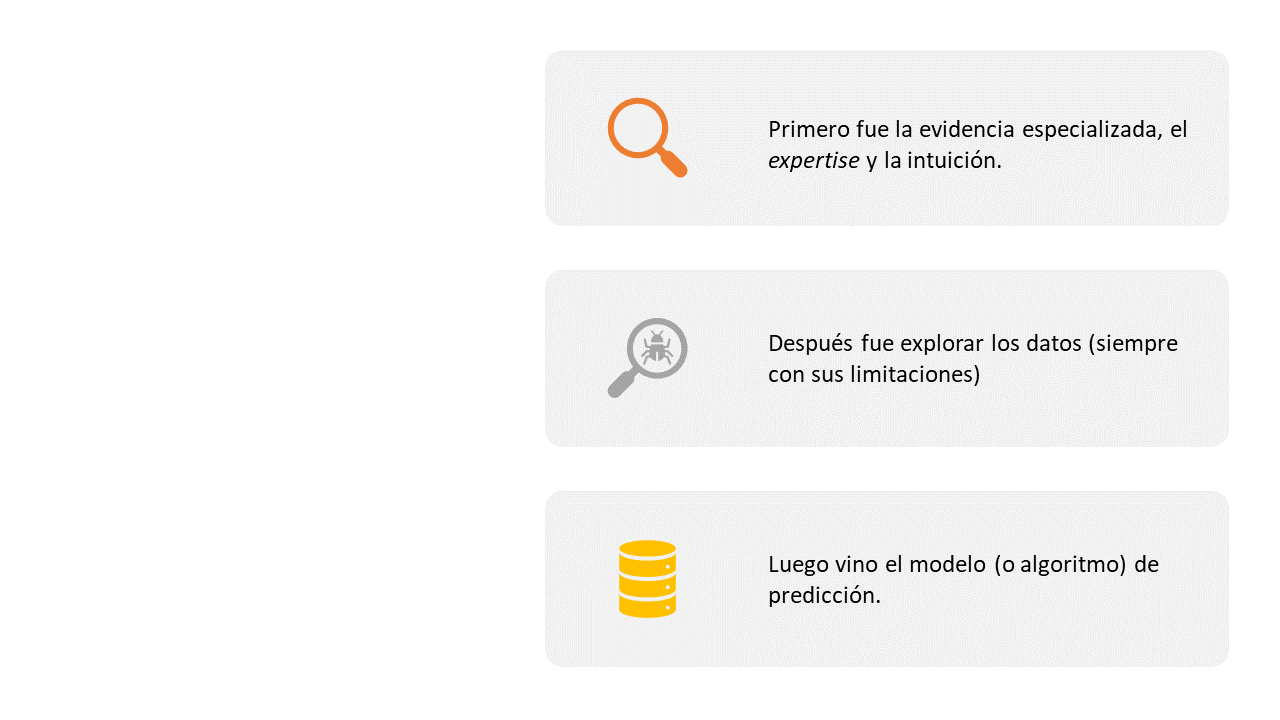 Primero fue la evidencia especializada, el
expertise y la intuición.
Después fue explorar los datos (siempre
con sus limitaciones)
Luego vino el modelo (o algoritmo) de
predicción.